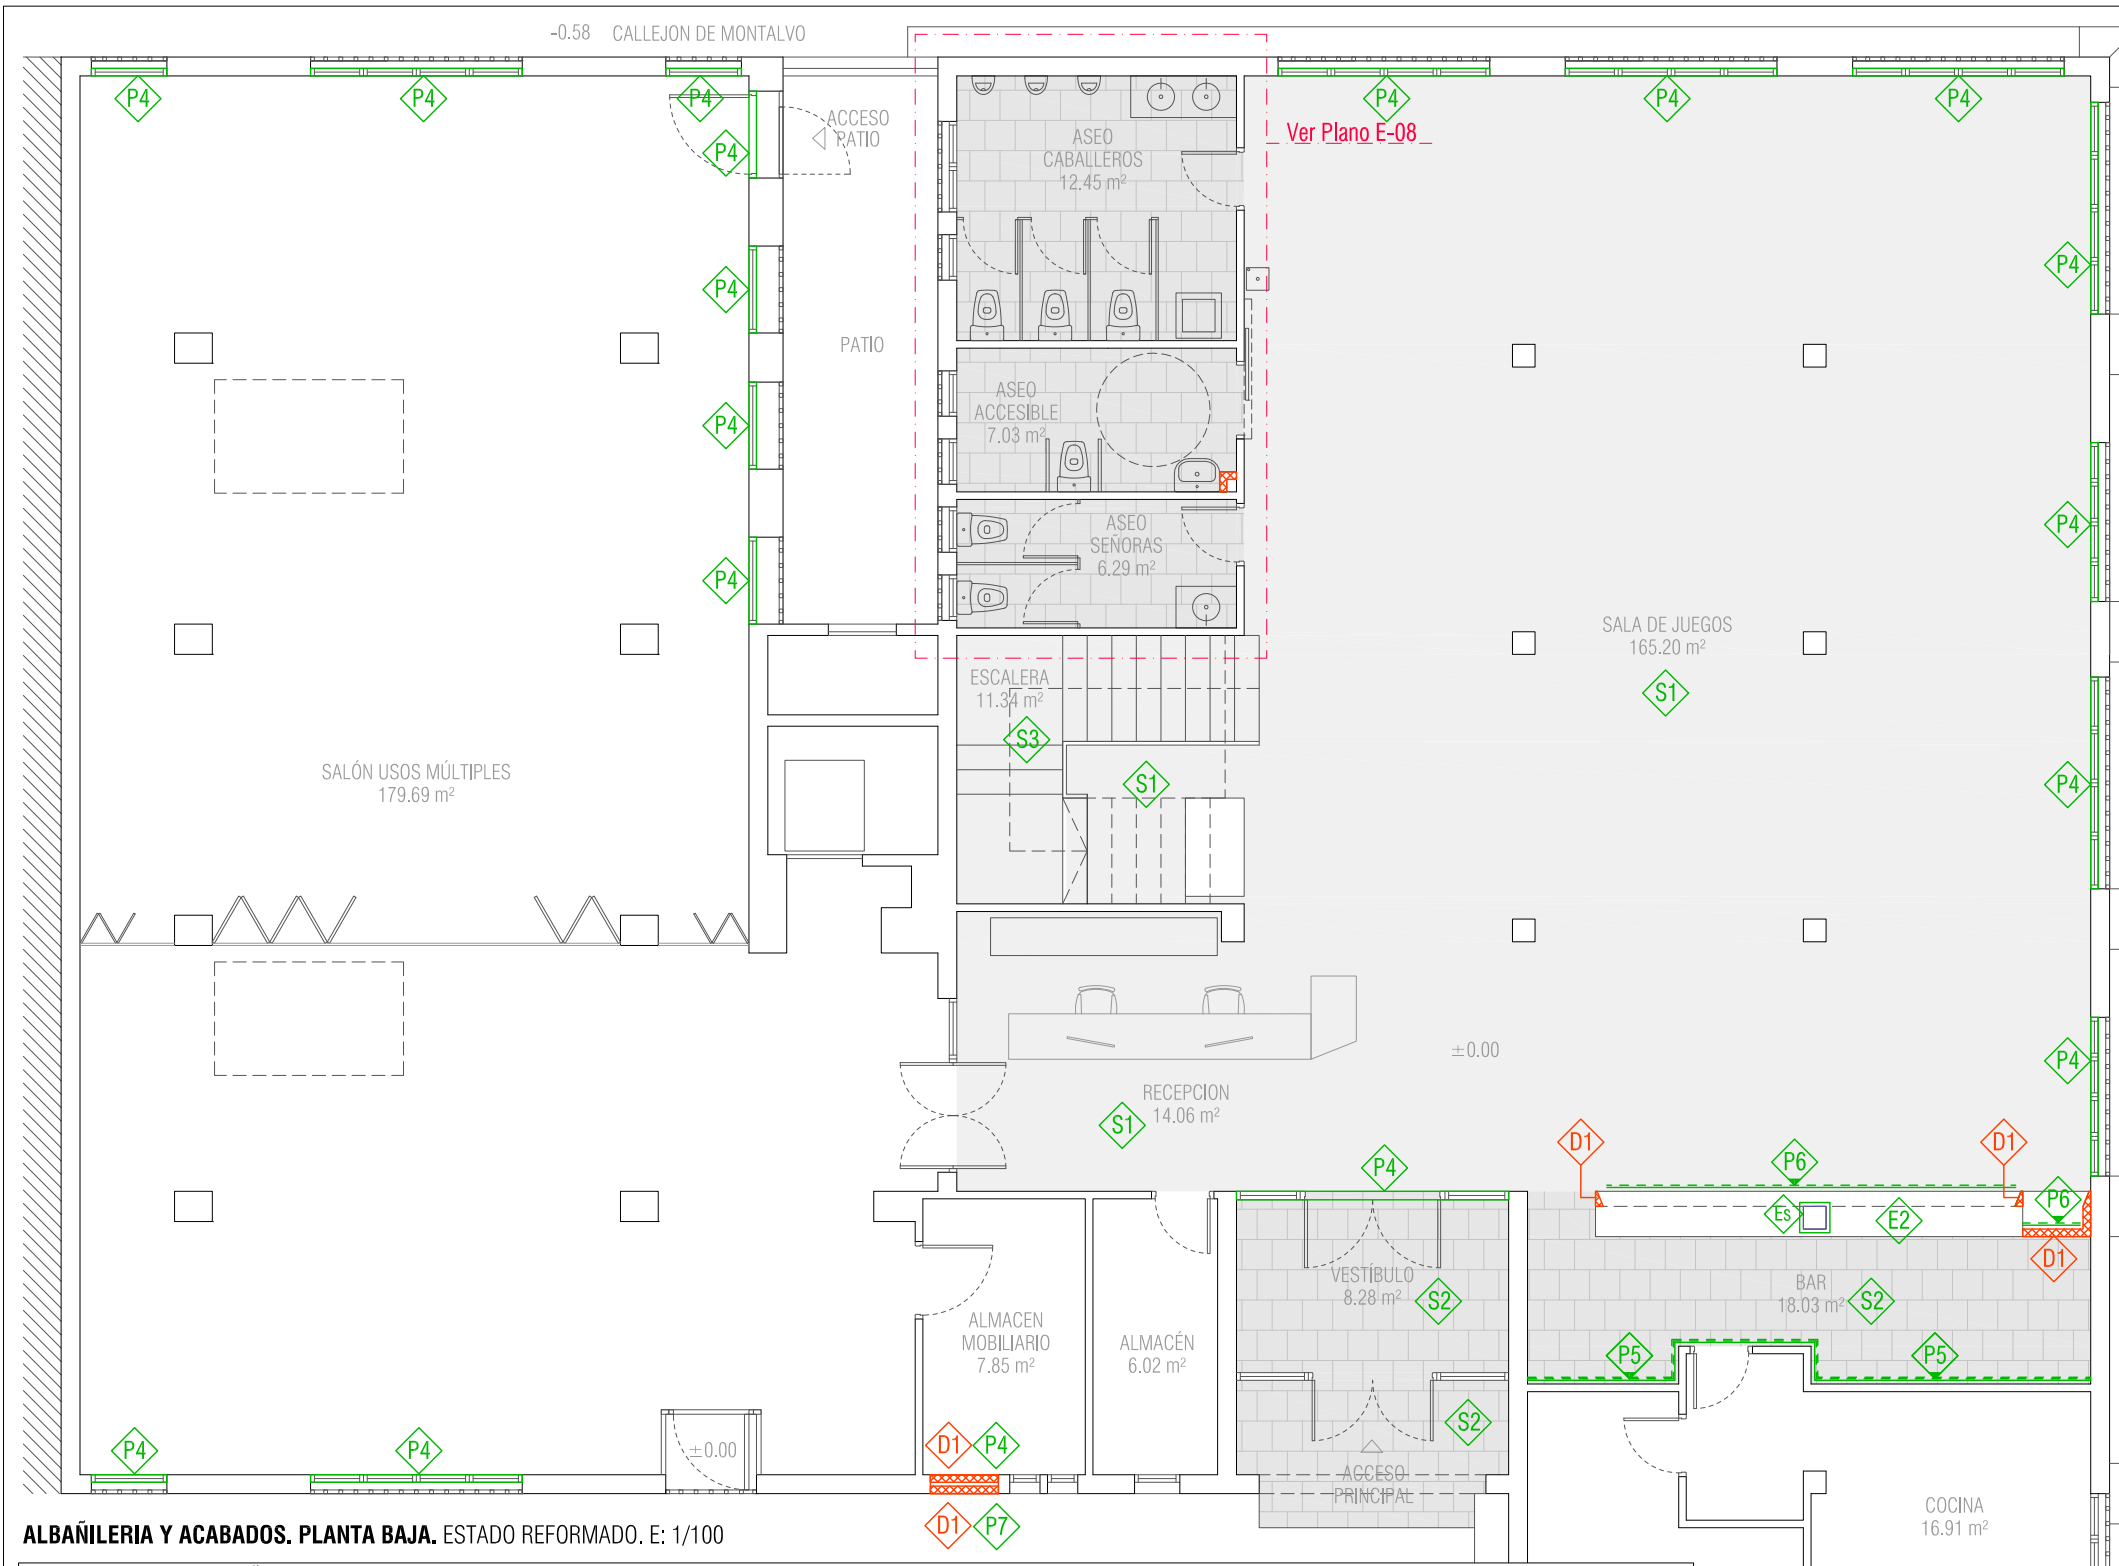 -0.58 CALLEJON DE MONTALVO
P4
P4
P4
P4
P4
P4
ACCESO
PATIO
P4
ASEO
CABALLEROS
12.45 m²
Ver Plano E-08
P4
P4
P4
PATIO
ASEO
ACCESIBLE
7.03 m²
P4
P4
ASEO
SEÑORAS
6.29 m²
P4
SALA DE JUEGOS
165.20 m²
S1
ESCALERA
11.34 m²
S3
S1
P4
SALÓN USOS MÚLTIPLES
179.69 m²
±0.00
P4
RECEPCION
14.06 m²
S1
P4
D1
P6
D1
P6
Es
E2
D1
VESTÍBULO
8.28 m²
S2
BAR
18.03 m²
S2
ALMACEN
MOBILIARIO
7.85 m²
ALMACÉN
6.02 m²
P5
P5
S2
P4
P4
±0.00
D1
P4
ACCESO
PRINCIPAL
D1
P7
COCINA
16.91 m²
ALBAÑILERIA Y ACABADOS. PLANTA BAJA. ESTADO REFORMADO. E: 1/100